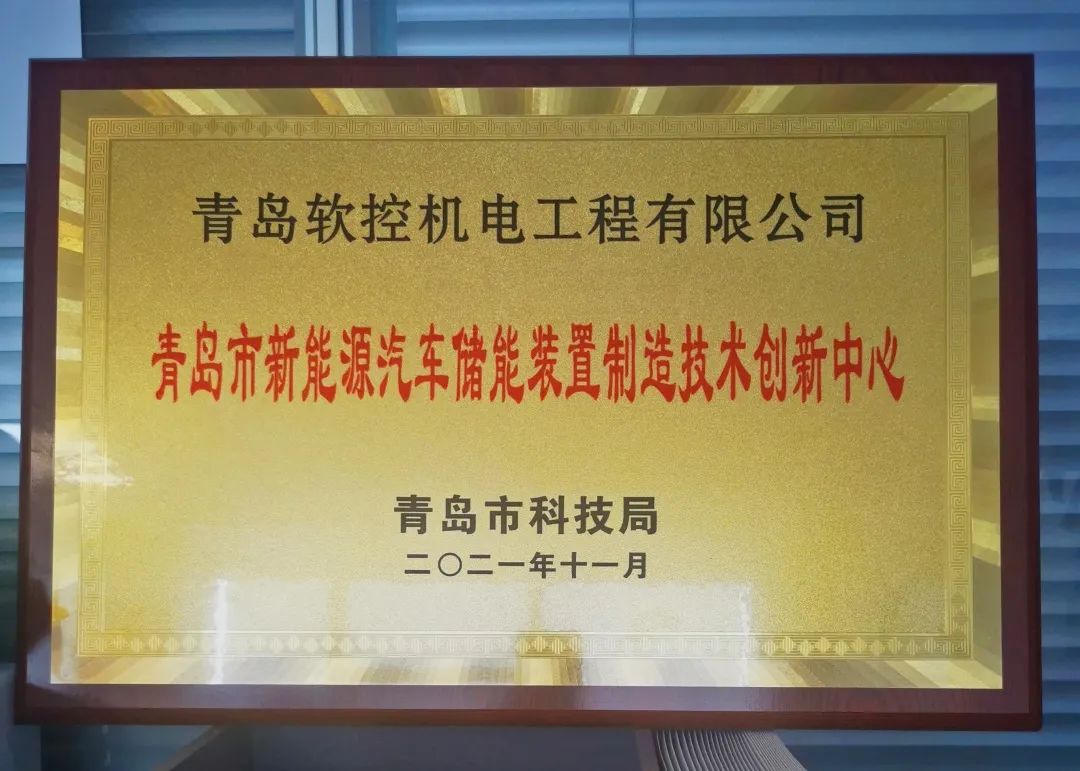 青岛软控机电工程有限公司
青岛市新能源汽车储能装置制造技术创新中心
青岛市科技局
二〇二一年十一月